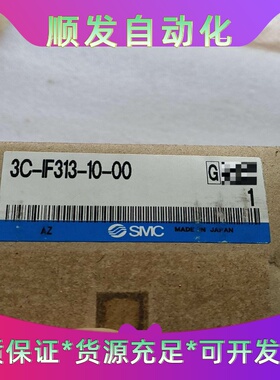 顺发自动化
3C-IF313-10-00
G
1
AZ SMC MADE IN JAPAN
质保证*货源充足*可开发